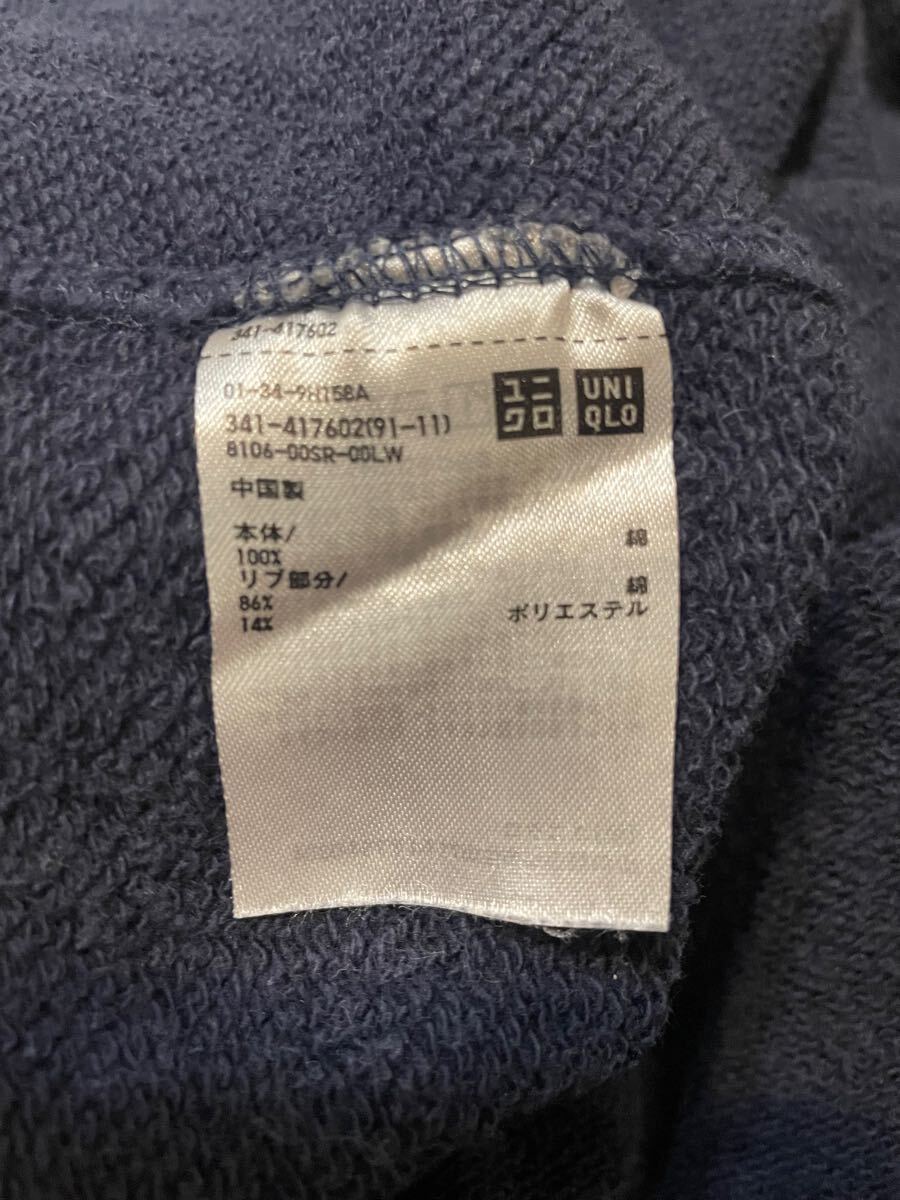 341-417602
01-34-9H158A
341-417602(91-11)
8106-00SR-00LW
ユニ
クロ
UNI
QLO
中国製
本体/ 綿
100%
リブ部分/ 綿
86%
14% ポリエステル